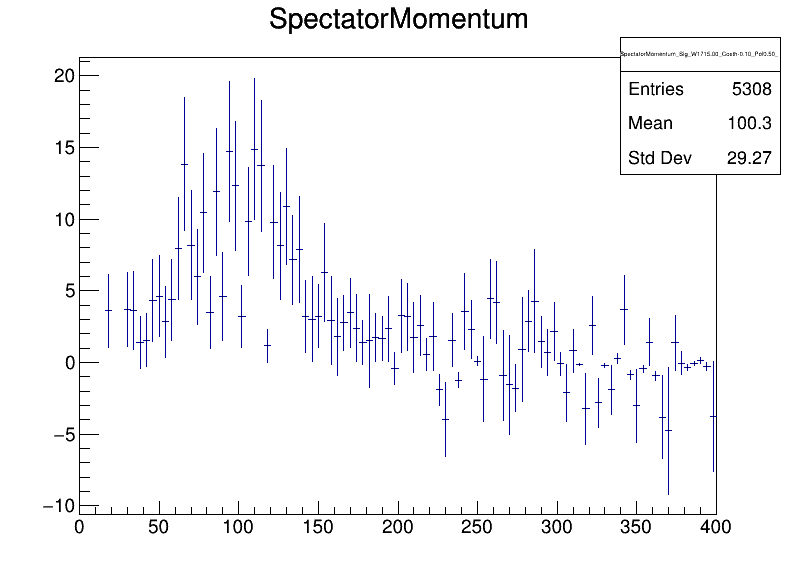 SpectatorMomentum
SpectatorMomentum_Sig_W1715.00_Costh-0.10_Pol0.50_
Entries 5308
Mean 100.3
Std Dev 29.27
20
15
10
5
0
−5
−10
0 50 100 150 200 250 300 350 400